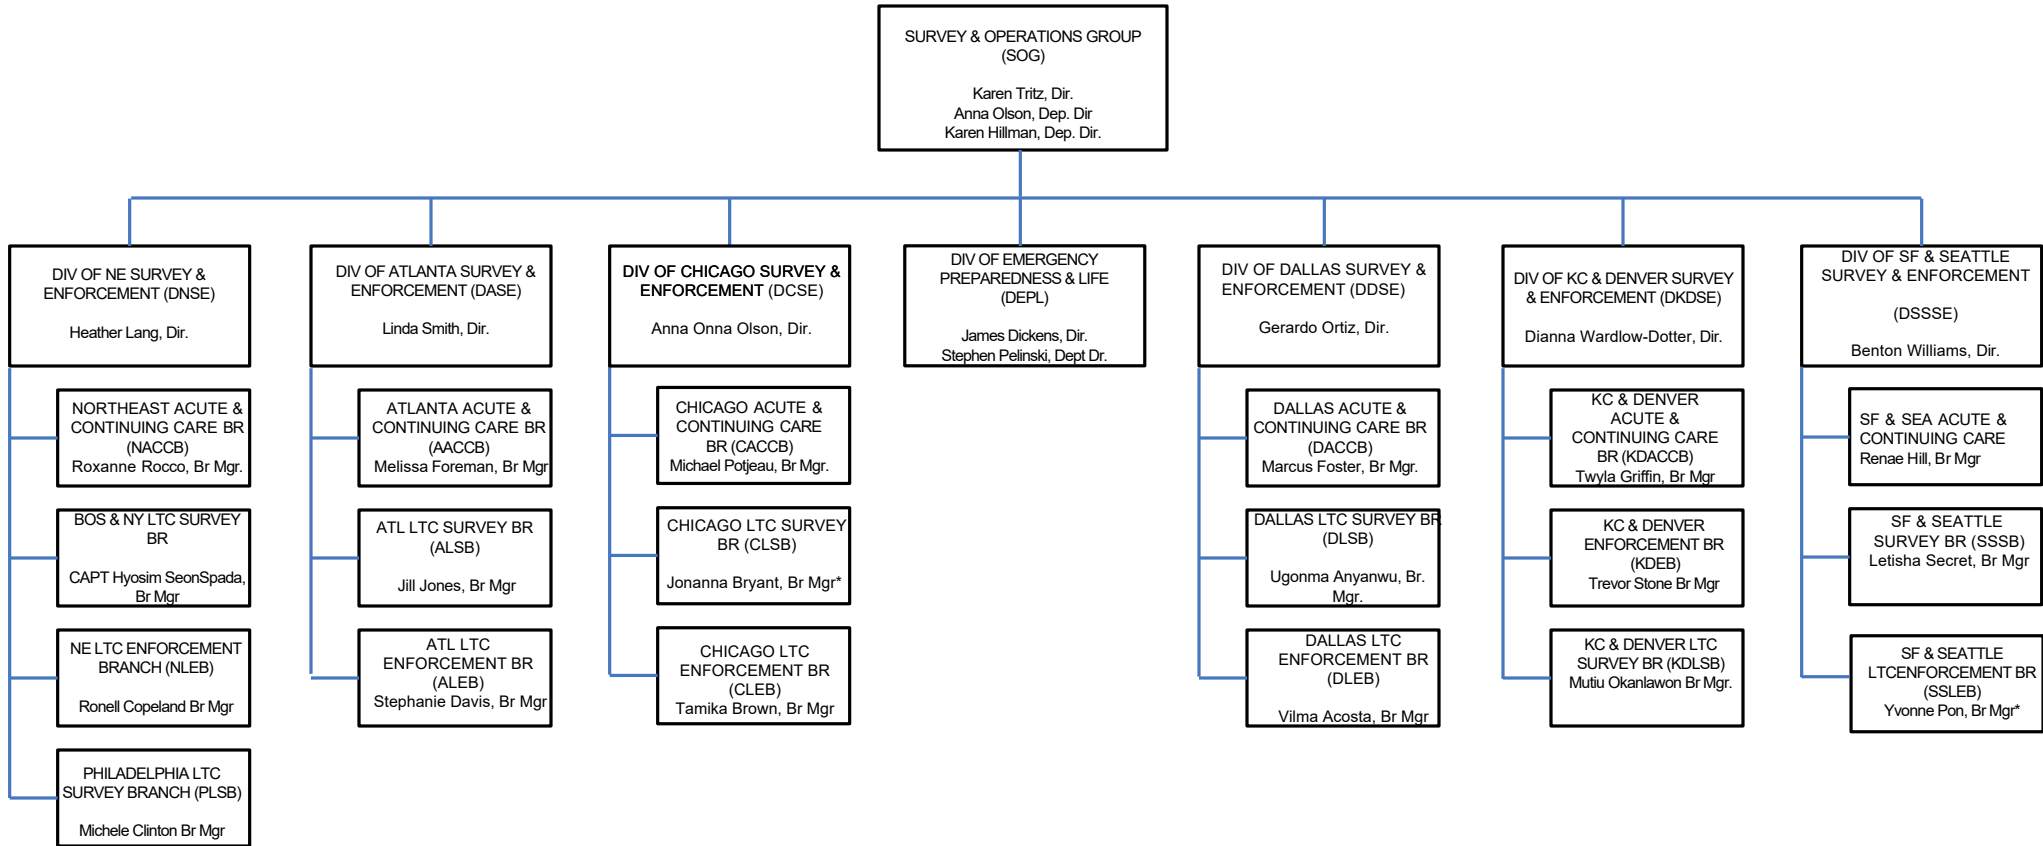 SURVEY & OPERATIONS GROUP
(SOG)
Karen Tritz, Dir.
Anna Olson, Dep. Dir
Karen Hillman, Dep. Dir.
DIV OF NE SURVEY &
ENFORCEMENT (DNSE)
Heather Lang, Dir.
NORTHEAST ACUTE &
CONTINUING CARE BR
(NACCB)
Roxanne Rocco, Br Mgr.
BOS & NY LTC SURVEY
BR
CAPT Hyosim SeonSpada,
Br Mgr
NE LTC ENFORCEMENT
BRANCH (NLEB)
Ronell Copeland Br Mgr
PHILADELPHIA LTC
SURVEY BRANCH (PLSB)
Michele Clinton Br Mgr
DIV OF ATLANTA SURVEY &
ENFORCEMENT (DASE)
Linda Smith, Dir.
ATLANTA ACUTE &
CONTINUING CARE BR
(AACCB)
Melissa Foreman, Br Mgr
ATL LTC SURVEY BR
(ALSB)
Jill Jones, Br Mgr
ATL LTC
ENFORCEMENT BR
(ALEB)
Stephanie Davis, Br Mgr
DIV OF CHICAGO SURVEY &
ENFORCEMENT (DCSE)
Anna Onna Olson, Dir.
CHICAGO ACUTE &
CONTINUING CARE
BR (CACCB)
Michael Potjeau, Br Mgr.
CHICAGO LTC SURVEY
BR (CLSB)
Jonanna Bryant, Br Mgr*
CHICAGO LTC
ENFORCEMENT BR
(CLEB)
Tamika Brown, Br Mgr
DIV OF EMERGENCY
PREPAREDNESS & LIFE
(DEPL)
James Dickens, Dir.
Stephen Pelinski, Dept Dr.
DIV OF DALLAS SURVEY &
ENFORCEMENT (DDSE)
Gerardo Ortiz, Dir.
DALLAS ACUTE &
CONTINUING CARE BR
(DACCB)
Marcus Foster, Br Mgr.
DALLAS LTC SURVEY BR
(DLSB)
Ugonma Anyanwu, Br.
Mgr.
DALLAS LTC
ENFORCEMENT BR
(DLEB)
Vilma Acosta, Br Mgr
DIV OF KC & DENVER SURVEY
& ENFORCEMENT (DKDSE)
Dianna Wardlow-Dotter, Dir.
KC & DENVER
ACUTE &
CONTINUING CARE
BR (KDACCB)
Twyla Griffin, Br Mgr
KC & DENVER
ENFORCEMENT BR
(KDEB)
Trevor Stone Br Mgr
KC & DENVER LTC
SURVEY BR (KDLSB)
Mutiu Okanlawon Br Mgr.
DIV OF SF & SEATTLE
SURVEY & ENFORCEMENT
(DSSSE)
Benton Williams, Dir.
SF & SEA ACUTE &
CONTINUING CARE
Renae Hill, Br Mgr
SF & SEATTLE
SURVEY BR (SSSB)
Letisha Secret, Br Mgr
SF & SEATTLE
LTCENFORCEMENT BR
(SSLEB)
Yvonne Pon, Br Mgr*